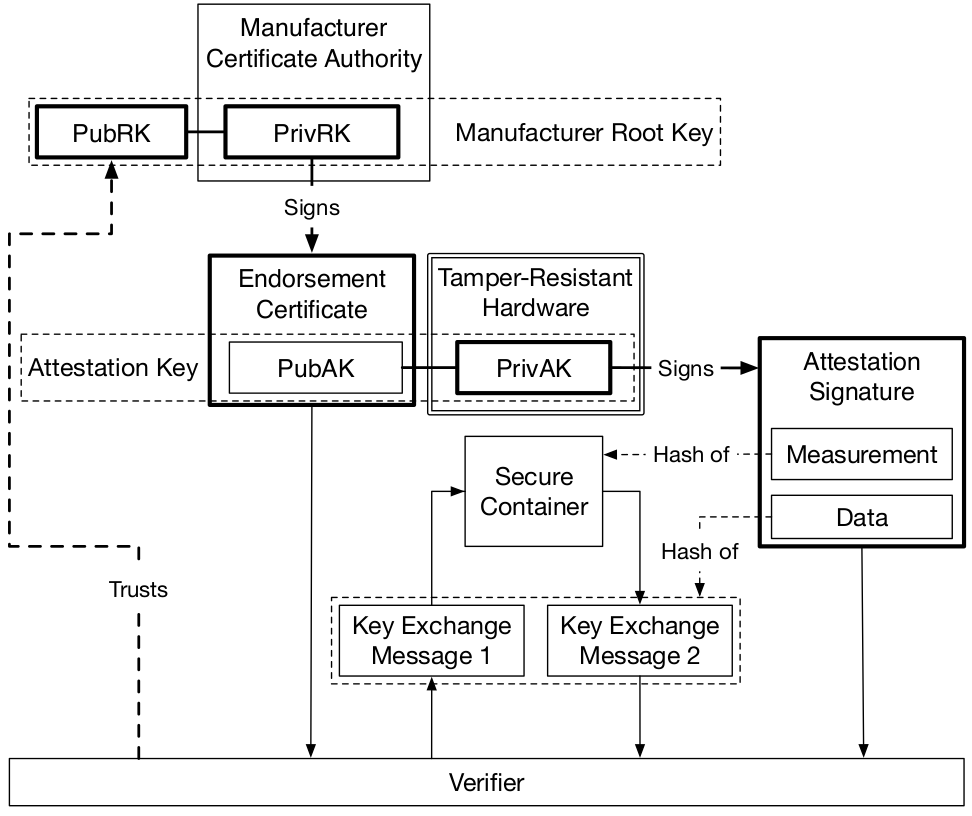 Manufacturer
Certificate Authority
PubRK
PrivRK
Manufacturer Root Key
Signs
Endorsement
Certificate
Tamper-Resistant
Hardware
Attestation Key
PubAK
PrivAK
Signs
Attestation
Signature
Measurement
Data
Hash of
Secure
Container
Hash of
Trusts
Key Exchange
Message 1
Key Exchange
Message 2
Verifier